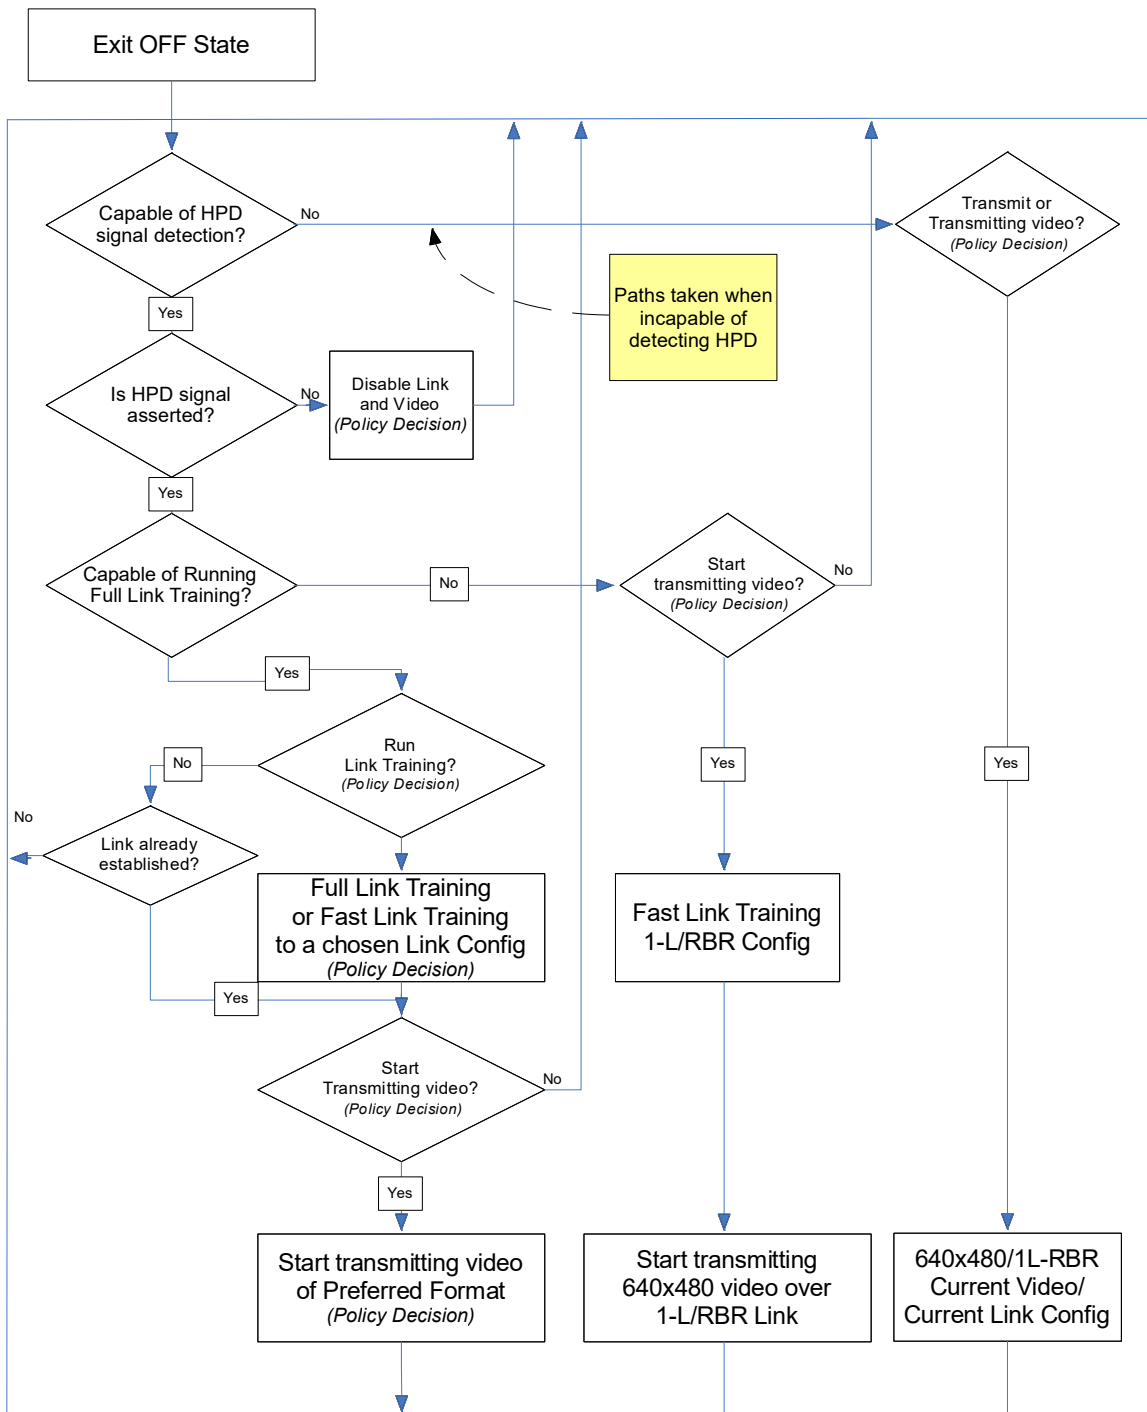 Exit OFF State
Capable of HPD
signal detection?
No
Transmit or
Transmitting video?
(Policy Decision)
Paths taken when
incapable of
detecting HPD
Yes
Is HPD signal
asserted?
No
Disable Link
and Video
(Policy Decision)
Yes
Capable of Running
Full Link Training?
No
Start
transmitting video?
(Policy Decision)
No
Yes
Run
Link Training?
(Policy Decision)
No
Yes
Yes
No
Link already
established?
Full Link Training
or Fast Link Training
to a chosen Link Config
(Policy Decision)
Fast Link Training
1-L/RBR Config
Yes
Start
Transmitting video?
(Policy Decision)
No
Yes
Start transmitting video
of Preferred Format
(Policy Decision)
Start transmitting
640x480 video over
1-L/RBR Link
640x480/1L-RBR
Current Video/
Current Link Config